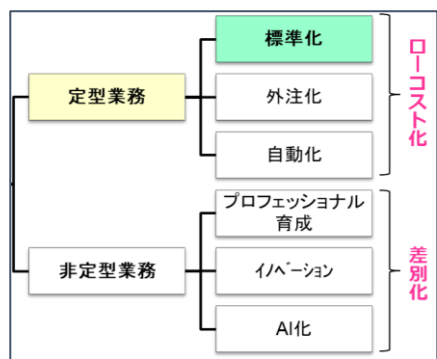 標準化
定型業務
外注化
自動化
ローコスト化
プロフェッショナル
育成
非定型業務
ｲﾉﾍﾞｰション
AI化
差別化